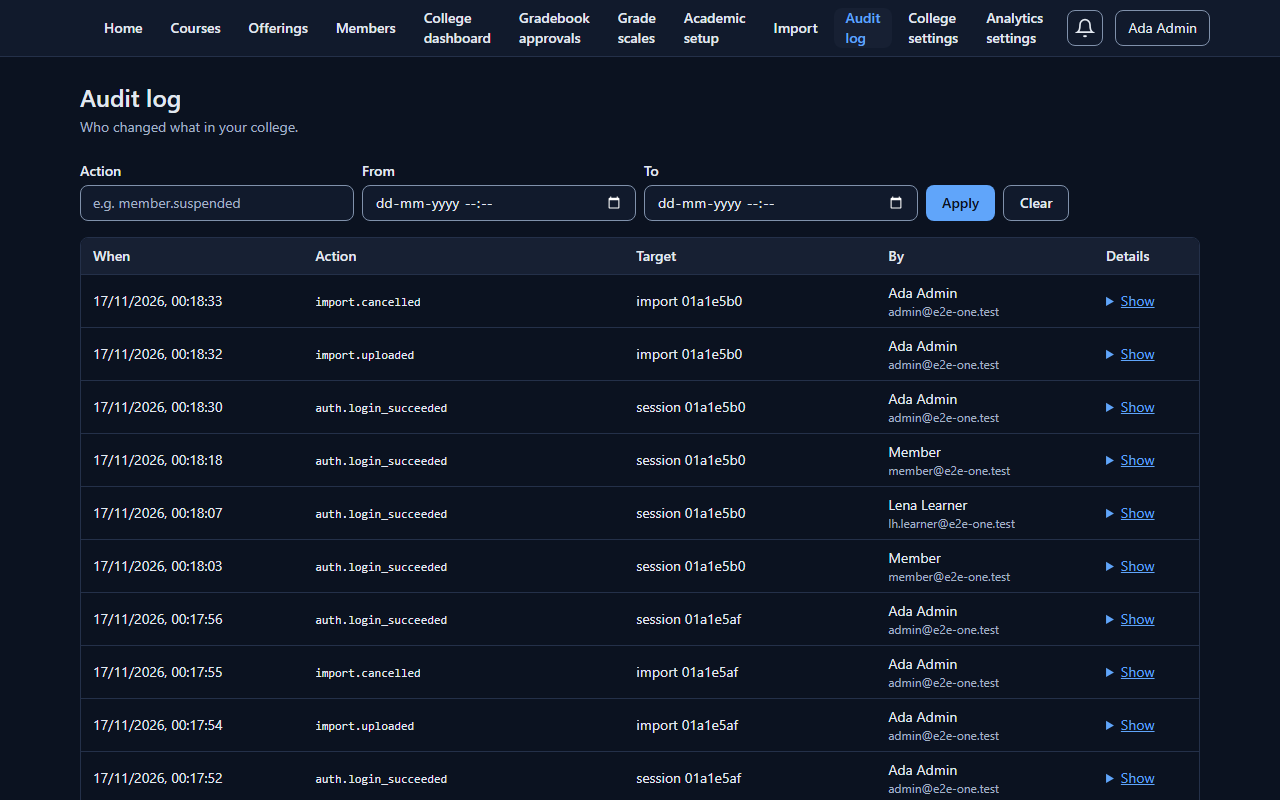 Home Courses Offerings Members College dashboard Gradebook approvals Grade scales Academic setup Import Audit log College settings Analytics settings Ada Admin
Audit log
Who changed what in your college.
Action From To
e.g. member.suspended dd-mm-yyyy --:-- dd-mm-yyyy --:-- Apply Clear
When Action Target By Details
17/11/2026, 00:18:33 import.cancelled import 01a1e5b0 Ada Admin Show
admin@e2e-one.test
17/11/2026, 00:18:32 import.uploaded import 01a1e5b0 Ada Admin Show
admin@e2e-one.test
17/11/2026, 00:18:30 auth.login_succeeded session 01a1e5b0 Ada Admin Show
admin@e2e-one.test
17/11/2026, 00:18:18 auth.login_succeeded session 01a1e5b0 Member Show
member@e2e-one.test
17/11/2026, 00:18:07 auth.login_succeeded session 01a1e5b0 Lena Learner Show
lh.learner@e2e-one.test
17/11/2026, 00:18:03 auth.login_succeeded session 01a1e5b0 Member Show
member@e2e-one.test
17/11/2026, 00:17:56 auth.login_succeeded session 01a1e5af Ada Admin Show
admin@e2e-one.test
17/11/2026, 00:17:55 import.cancelled import 01a1e5af Ada Admin Show
admin@e2e-one.test
17/11/2026, 00:17:54 import.uploaded import 01a1e5af Ada Admin Show
admin@e2e-one.test
17/11/2026, 00:17:52 auth.login_succeeded session 01a1e5af Ada Admin Show
admin@e2e-one.test